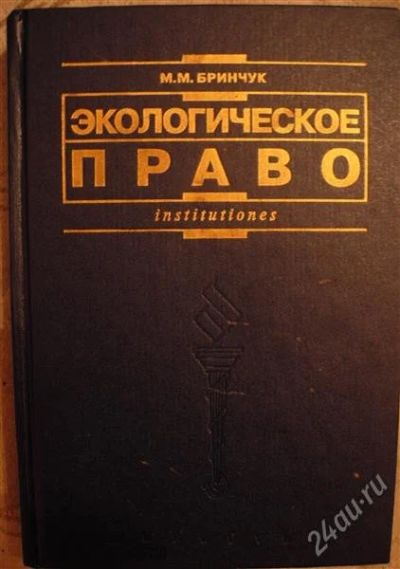 М.М. БРИНЧУК
ЭКОЛОГИЧЕСКОЕ
ПРАВО
institutiones
24au.ru